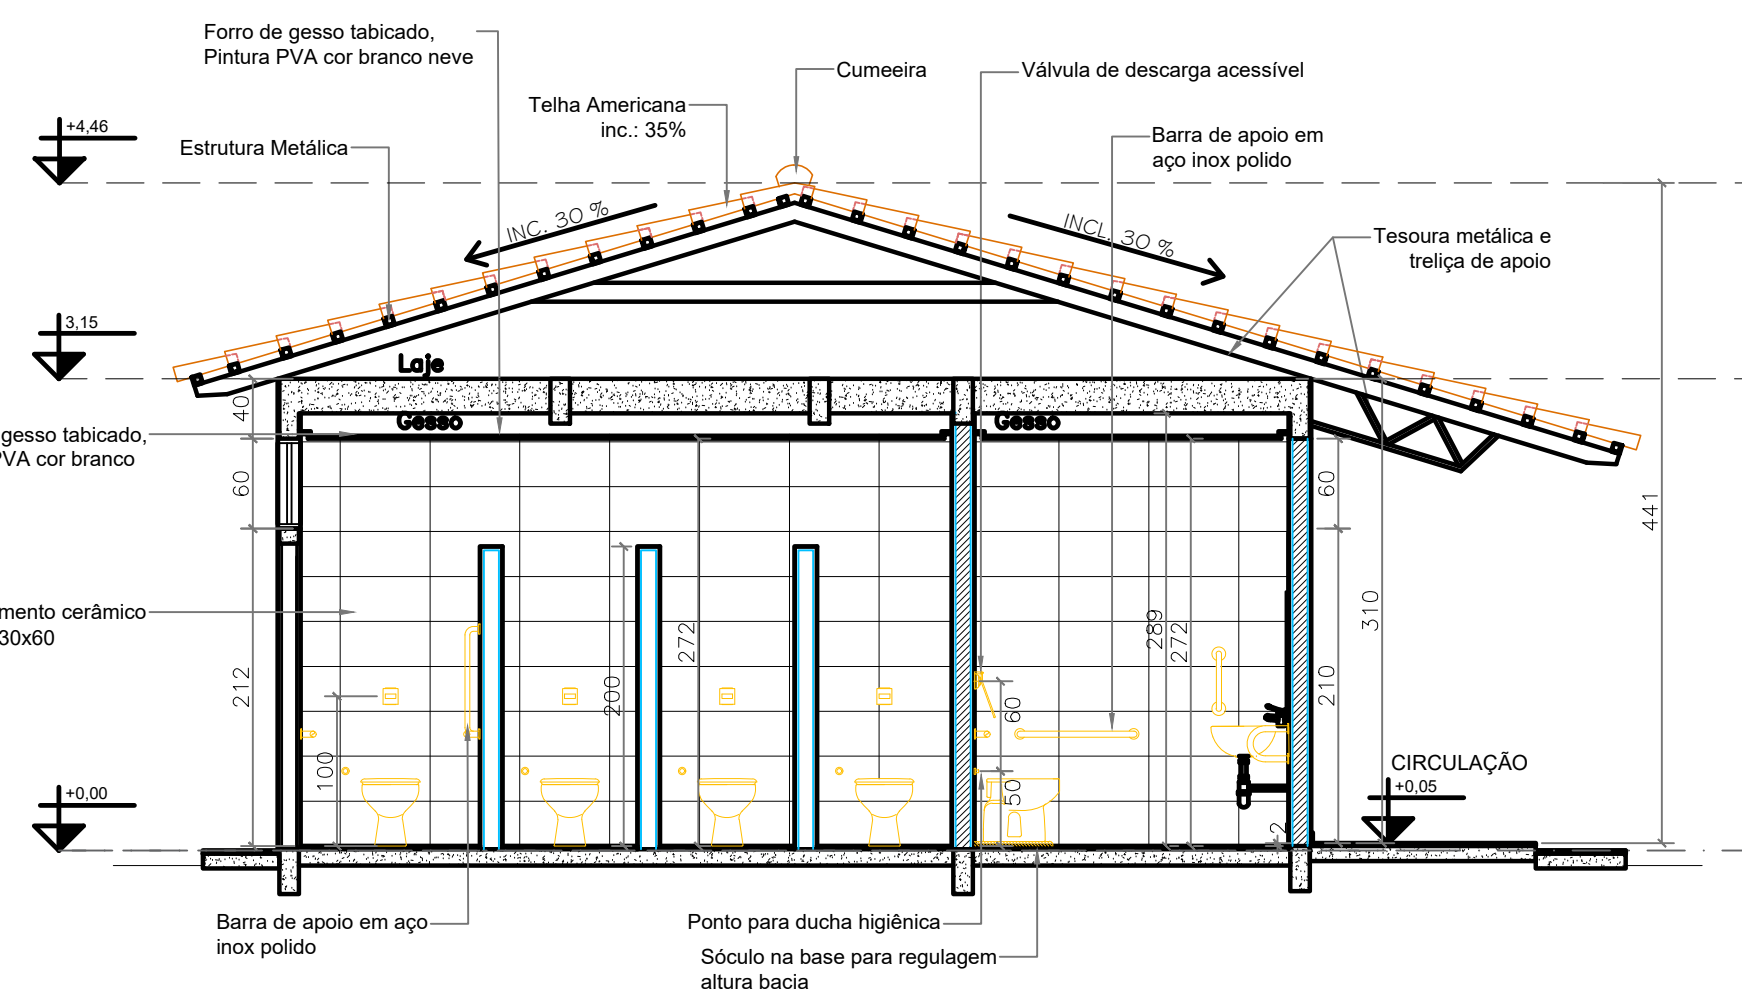 Forro de gesso tabicado,
Pintura PVA cor branco neve
Cumeeira
Válvula de descarga acessível
Telha Americana
inc.: 35%
+4,46
Estrutura Metálica
Barra de apoio em
aço inox polido
INC. 30 %
INCL. 30 %
Tesoura metálica e
treliça de apoio
3,15
Laje
40
Gesso
Gesso
gesso tabicado,
PVA cor branco
60
60
441
mento cerâmico
30x60
212
272
200
100
289
272
60
50
2
210
310
CIRCULAÇÃO
+0,05
+0,00
Barra de apoio em aço
inox polido
Ponto para ducha higiênica
Sóculo na base para regulagem
altura bacia